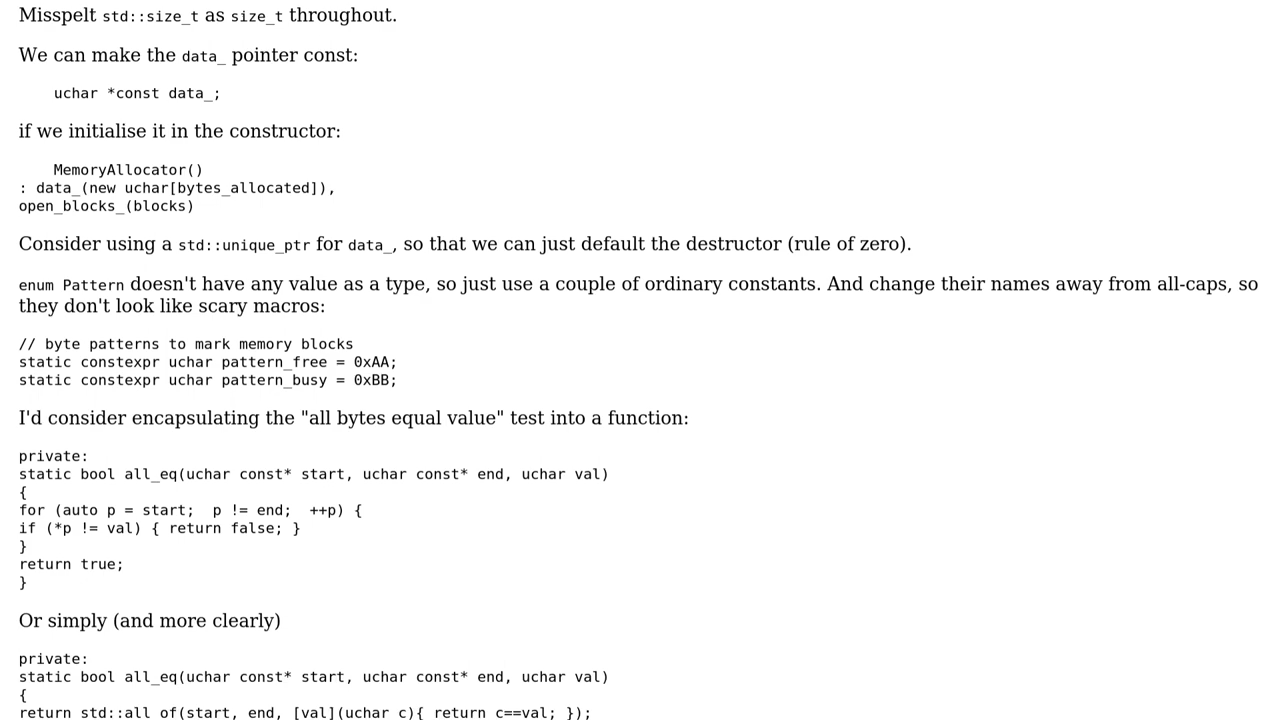 Misspelt std::size_t as size_t throughout.
We can make the data_ pointer const:
uchar *const data_;
if we initialise it in the constructor:
MemoryAllocator()
: data_(new uchar[bytes_allocated]),
open_blocks_(blocks)
Consider using a std::unique_ptr for data_, so that we can just default the destructor (rule of zero).
enum Pattern doesn't have any value as a type, so just use a couple of ordinary constants. And change their names away from all-caps, so
they don't look like scary macros:
// byte patterns to mark memory blocks
static constexpr uchar pattern_free = 0xAA;
static constexpr uchar pattern_busy = 0xBB;
I'd consider encapsulating the "all bytes equal value" test into a function:
private:
static bool all_eq(uchar const* start, uchar const* end, uchar val)
{
for (auto p = start;  p != end;  ++p) {
if (*p != val) { return false; }
}
return true;
}
Or simply (and more clearly)
private:
static bool all_eq(uchar const* start, uchar const* end, uchar val)
{
return std::all_of(start, end, [val](uchar c){ return c==val; });